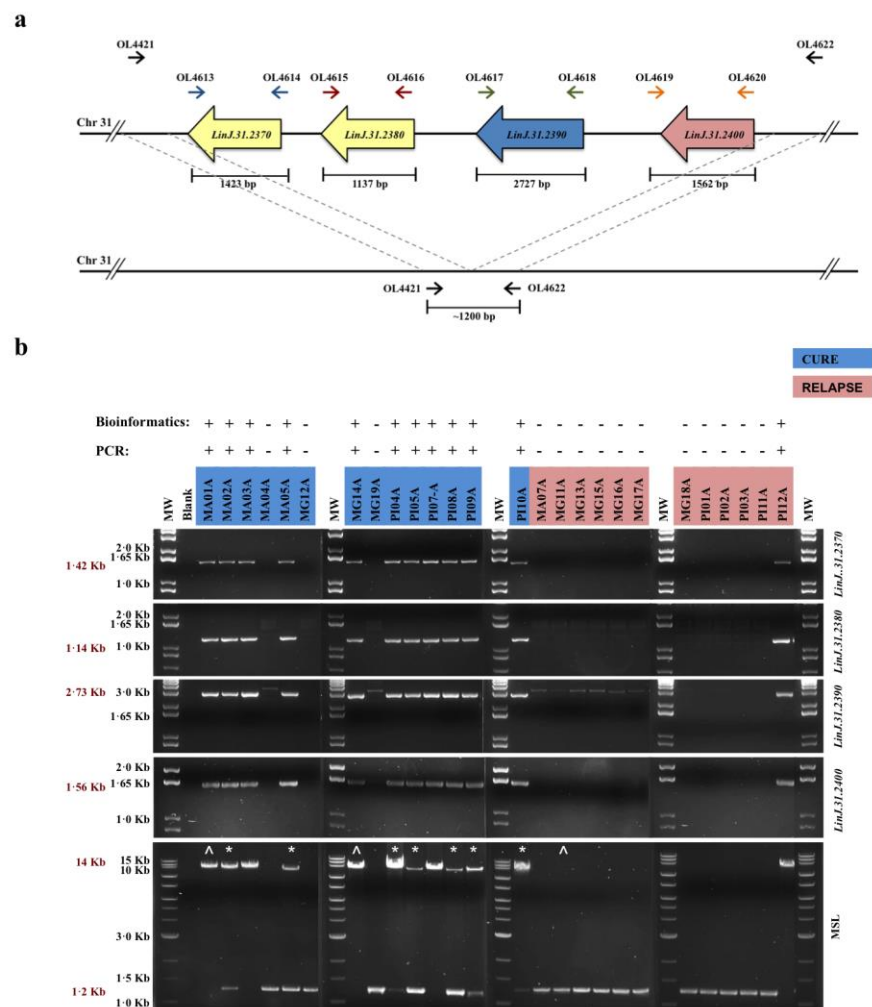 a
OL4421 OL4622
OL4613 OL4614 OL4615 OL4616 OL4617 OL4618 OL4619 OL4620
Chr 31 LinJ.31.2370 LinJ.31.2380 LinJ.31.2390 LinJ.31.2400
1423 bp 1137 bp 2727 bp 1562 bp
Chr 31
OL4421 OL4622
~1200 bp
b
CURE
RELAPSE
Bioinformatics: + + + - + - + - + + + + + + - - - - - - - - - - - +
PCR: + + + - + - + - + + + + + + - - - - - - - - - - - +
MW Blank MA01A MA02A MA03A MA04A MA05A MG12A MW MG14A MG19A PI04A PI05A PI07-A PI08A PI09A MW PI10A MA07A MG11A MG13A MG15A MG16A MG17A MW MG18A PI01A PI02A PI03A PI11A PI12A MW
2·0 Kb
1·65 Kb
1·42 Kb
1·0 Kb
LinJ..31.2370
2·0 Kb
1·65 Kb
1·14 Kb 1·0 Kb
LinJ.31.2380
2·73 Kb 3·0 Kb
1·65 Kb
LinJ.31.2390
2·0 Kb
1·56 Kb 1·65 Kb
1·0 Kb
LinJ.31.2400
^ * * ^ * * * * * ^
14 Kb 15 Kb
10 Kb
3·0 Kb
1·5 Kb
1·2 Kb
1·0 Kb
MSL